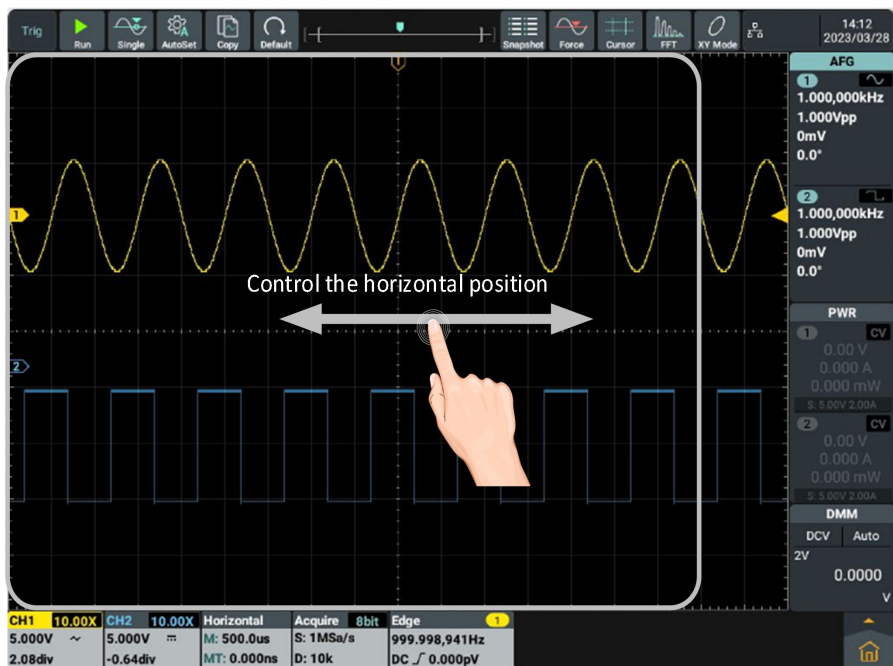 Trig
Run
Single
AutoSet
Copy
Default
T
Snapshot
Force
Cursor
FFT
XY Mode
14:12
2023/03/28
AFG
1
1.000,000kHz
1.000Vpp
0mV
0.0°
2
1.000,000kHz
1.000Vpp
0mV
0.0°
PWR
1 CV
0.00 V
0.000 A
0.000 mW
S: 5.00V 2.00A
2 CV
0.00 V
0.000 A
0.000 mW
S: 5.00V 2.00A
DMM
DCV Auto
2V
0.0000
V
1
Control the horizontal position
2
CH1 10.00X CH2 10.00X Horizontal Acquire 8bit Edge 1
5.000V ~ 5.000V M: 500.0us S: 1MSa/s 999.998,941Hz
2.08div -0.64div MT: 0.000ns D: 10k DC 0.000pV